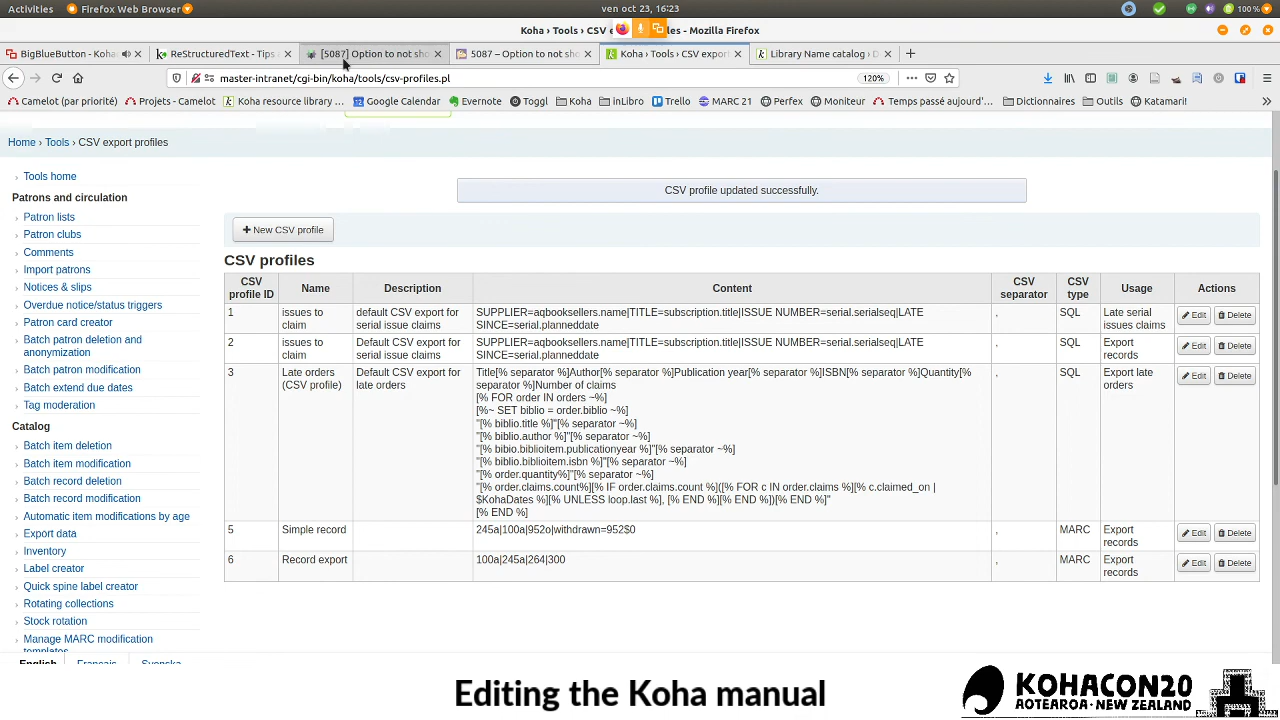 Activities
Firefox Web Browser
ven oct 23, 16:23
100%
Koha › Tools › CSV e
les - Mozilla Firefox
BigBlueButton - Koha
ReStructuredText - Tips
[5087] Option to not sho
5087 – Option to not sho
Koha › Tools › CSV export
Library Name catalog › D
master-intranet/cgi-bin/koha/tools/csv-profiles.pl
120%
Camelot (par priorité)
Projets - Camelot
Koha resource library ...
Google Calendar
Evernote
Toggl
Koha
inLibro
Trello
MARC 21
Perfex
Moniteur
Temps passé aujourd'...
Dictionnaires
Outils
Katamari!
Home › Tools › CSV export profiles
Tools home
Patrons and circulation
Patron lists
Patron clubs
Comments
Import patrons
Notices & slips
Overdue notice/status triggers
Patron card creator
Batch patron deletion and
anonymization
Batch patron modification
Batch extend due dates
Tag moderation
Catalog
Batch item deletion
Batch item modification
Batch record deletion
Batch record modification
Automatic item modifications by age
Export data
Inventory
Label creator
Quick spine label creator
Rotating collections
Stock rotation
Manage MARC modification
templates
English
Français
Svenska
CSV profile updated successfully.
+ New CSV profile
CSV profiles
CSV profile ID
Name
Description
Content
CSV separator
CSV type
Usage
Actions
1
issues to claim
default CSV export for serial issue claims
SUPPLIER=aqbooksellers.name|TITLE=subscription.title|ISSUE NUMBER=serial.serialseq|LATE
SINCE=serial.planneddate
,
SQL
Late serial issues claims
Edit
Delete
2
issues to claim
Default CSV export for serial issue claims
SUPPLIER=aqbooksellers.name|TITLE=subscription.title|ISSUE NUMBER=serial.serialseq|LATE
SINCE=serial.planneddate
,
SQL
Export records
Edit
Delete
3
Late orders (CSV profile)
Default CSV export for late orders
Title[% separator %]Author[% separator %]Publication year[% separator %]ISBN[% separator %]Quantity[%
separator %]Number of claims
[% FOR order IN orders ~%]
[%~ SET biblio = order.biblio ~%]
"[% biblio.title %]"[% separator ~%]
"[% biblio.author %]"[% separator ~%]
"[% bibio.biblioitem.publicationyear %]"[% separator ~%]
"[% biblio.biblioitem.isbn %]"[% separator ~%]
"[% order.quantity%]"[% separator ~%]
"[% order.claims.count%][% IF order.claims.count %]([% FOR c IN order.claims %][% c.claimed_on |
$KohaDates %][% UNLESS loop.last %], [% END %][% END %])[% END %]"
[% END %]
,
SQL
Export late orders
Edit
Delete
5
Simple record
245a|100a|952o|withdrawn=952$0
,
MARC
Export records
Edit
Delete
6
Record export
100a|245a|264|300
,
MARC
Export records
Edit
Delete
Editing the Koha manual
KOHACON20
AOTEAROA · NEW ZEALAND